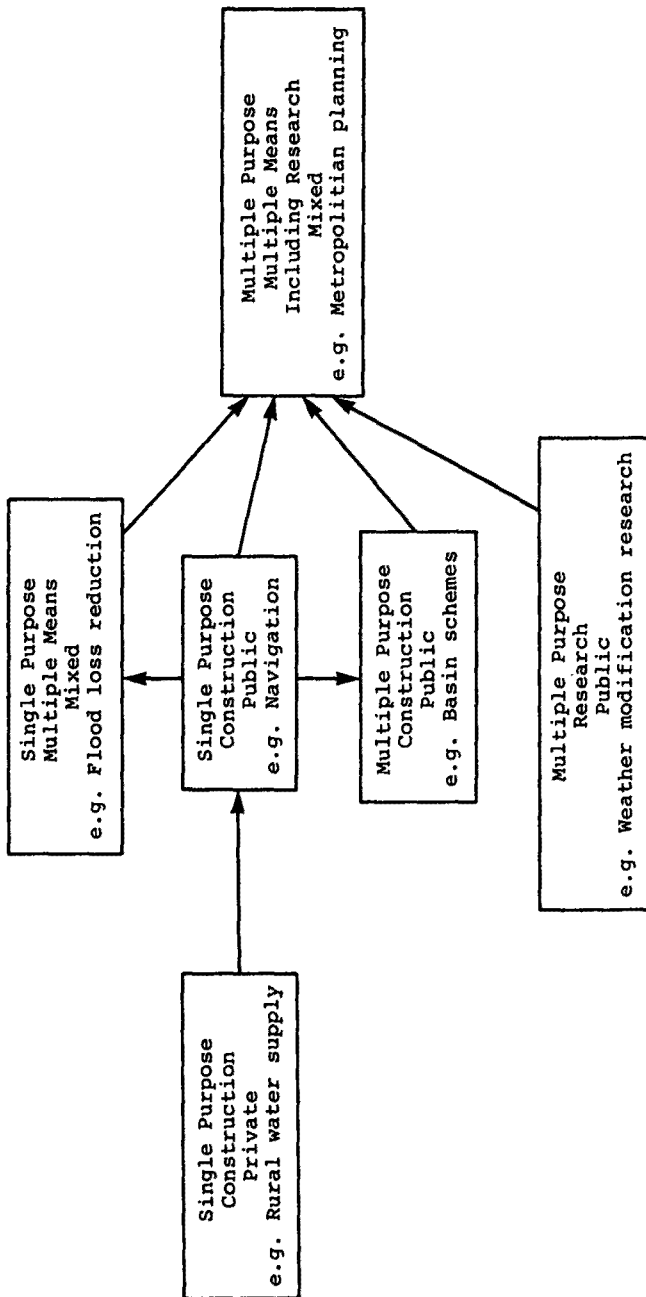 Single Purpose
Construction
Private
e.g. Rural water supply
Single Purpose
Multiple Means
Mixed
e.g. Flood loss reduction
Single Purpose
Construction
Public
e.g. Navigation
Multiple Purpose
Construction
Public
e.g. Basin schemes
Multiple Purpose
Research
Public
e.g. Weather modification research
Multiple Purpose
Multiple Means
Including Research
Mixed
e.g. Metropolitian planning